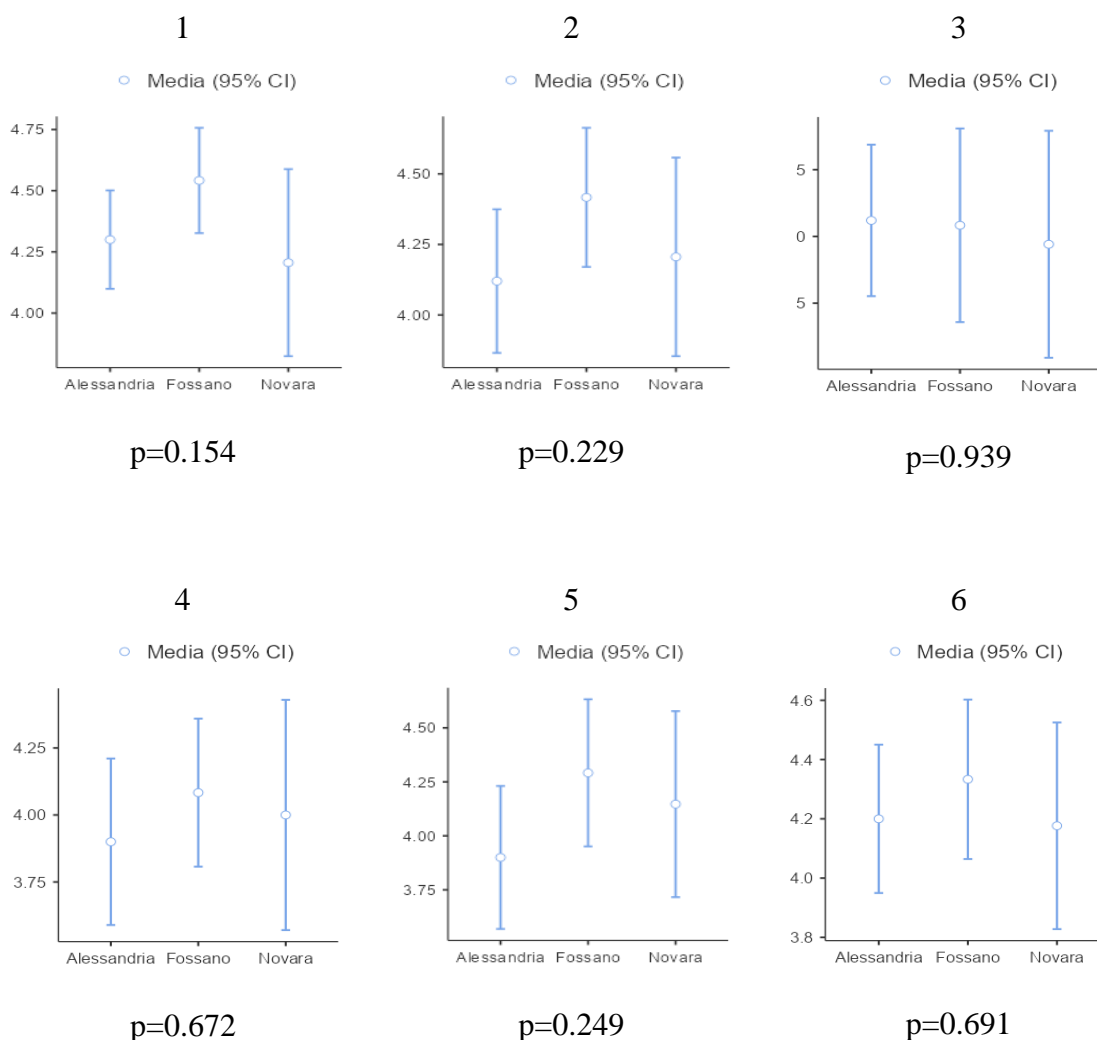 1
Media (95% CI)
4.75
4.50
4.25
4.00
Alessandria Fossano Novara
p=0.154
2
Media (95% CI)
4.50
4.25
4.00
Alessandria Fossano Novara
p=0.229
3
Media (95% CI)
5
0
5
Alessandria Fossano Novara
p=0.939
4
Media (95% CI)
4.25
4.00
3.75
Alessandria Fossano Novara
p=0.672
5
Media (95% CI)
4.50
4.25
4.00
3.75
Alessandria Fossano Novara
p=0.249
6
Media (95% CI)
4.6
4.4
4.2
4.0
3.8
Alessandria Fossano Novara
p=0.691